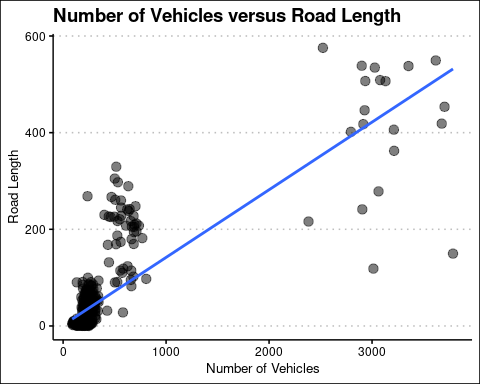 Number of Vehicles versus Road Length
600
400
200
0
Road Length
0 1000 2000 3000
Number of Vehicles